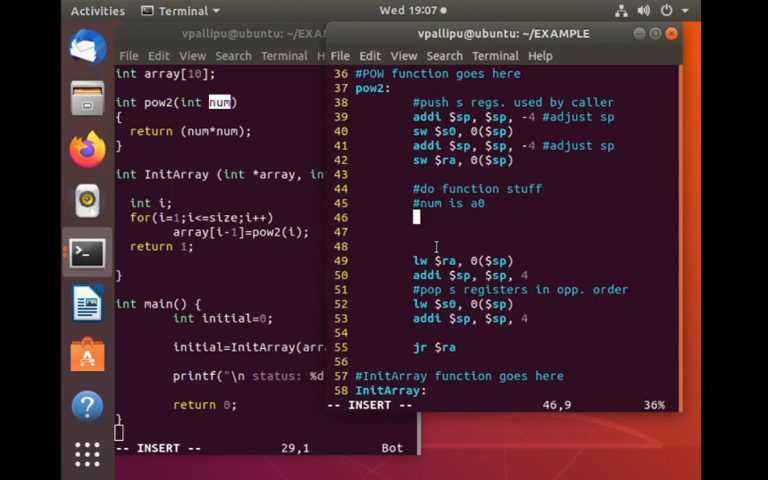 Activities
Terminal
Wed 19:07
vpallipu@ubuntu: ~/EXA
File Edit View Search Terminal
int array[10];
int pow2(int num)
{
return (num*num);
}
int InitArray (int *array, in
int i;
for(i=1;i<=size;i++)
array[i-1]=pow2(i);
return 1;
}
int main() {
int initial=0;
initial=InitArray(arra
printf("\n status: %d
return 0;
}
-- INSERT -- 29,1 Bot
vpallipu@ubuntu: ~/EXAMPLE
File Edit View Search Terminal Help
36 #POW function goes here
37 pow2:
38 #push s regs. used by caller
39 addi $sp, $sp, -4 #adjust sp
40 sw $s0, 0($sp)
41 addi $sp, $sp, -4 #adjust sp
42 sw $ra, 0($sp)
43
44 #do function stuff
45 #num is a0
46
47
48
49 lw $ra, 0($sp)
50 addi $sp, $sp, 4
51 #pop s registers in opp. order
52 lw $s0, 0($sp)
53 addi $sp, $sp, 4
54
55 jr $ra
56
57 #InitArray function goes here
58 InitArray:
-- INSERT -- 46,9 36%